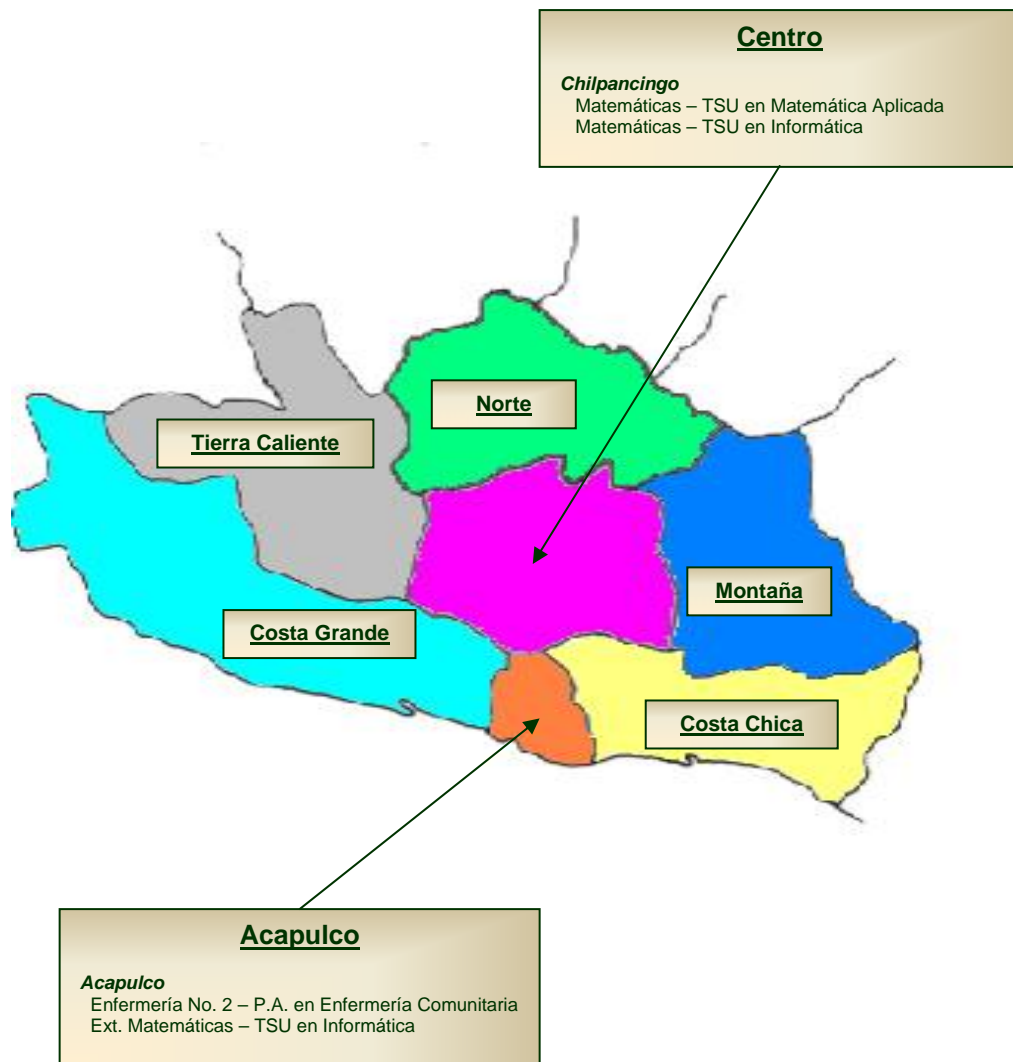 Centro
Chilpancingo
Matemáticas – TSU en Matemática Aplicada
Matemáticas – TSU en Informática
Norte
Tierra Caliente
Montaña
Costa Grande
Costa Chica
Acapulco
Acapulco
Enfermería No. 2 – P.A. en Enfermería Comunitaria
Ext. Matemáticas – TSU en Informática